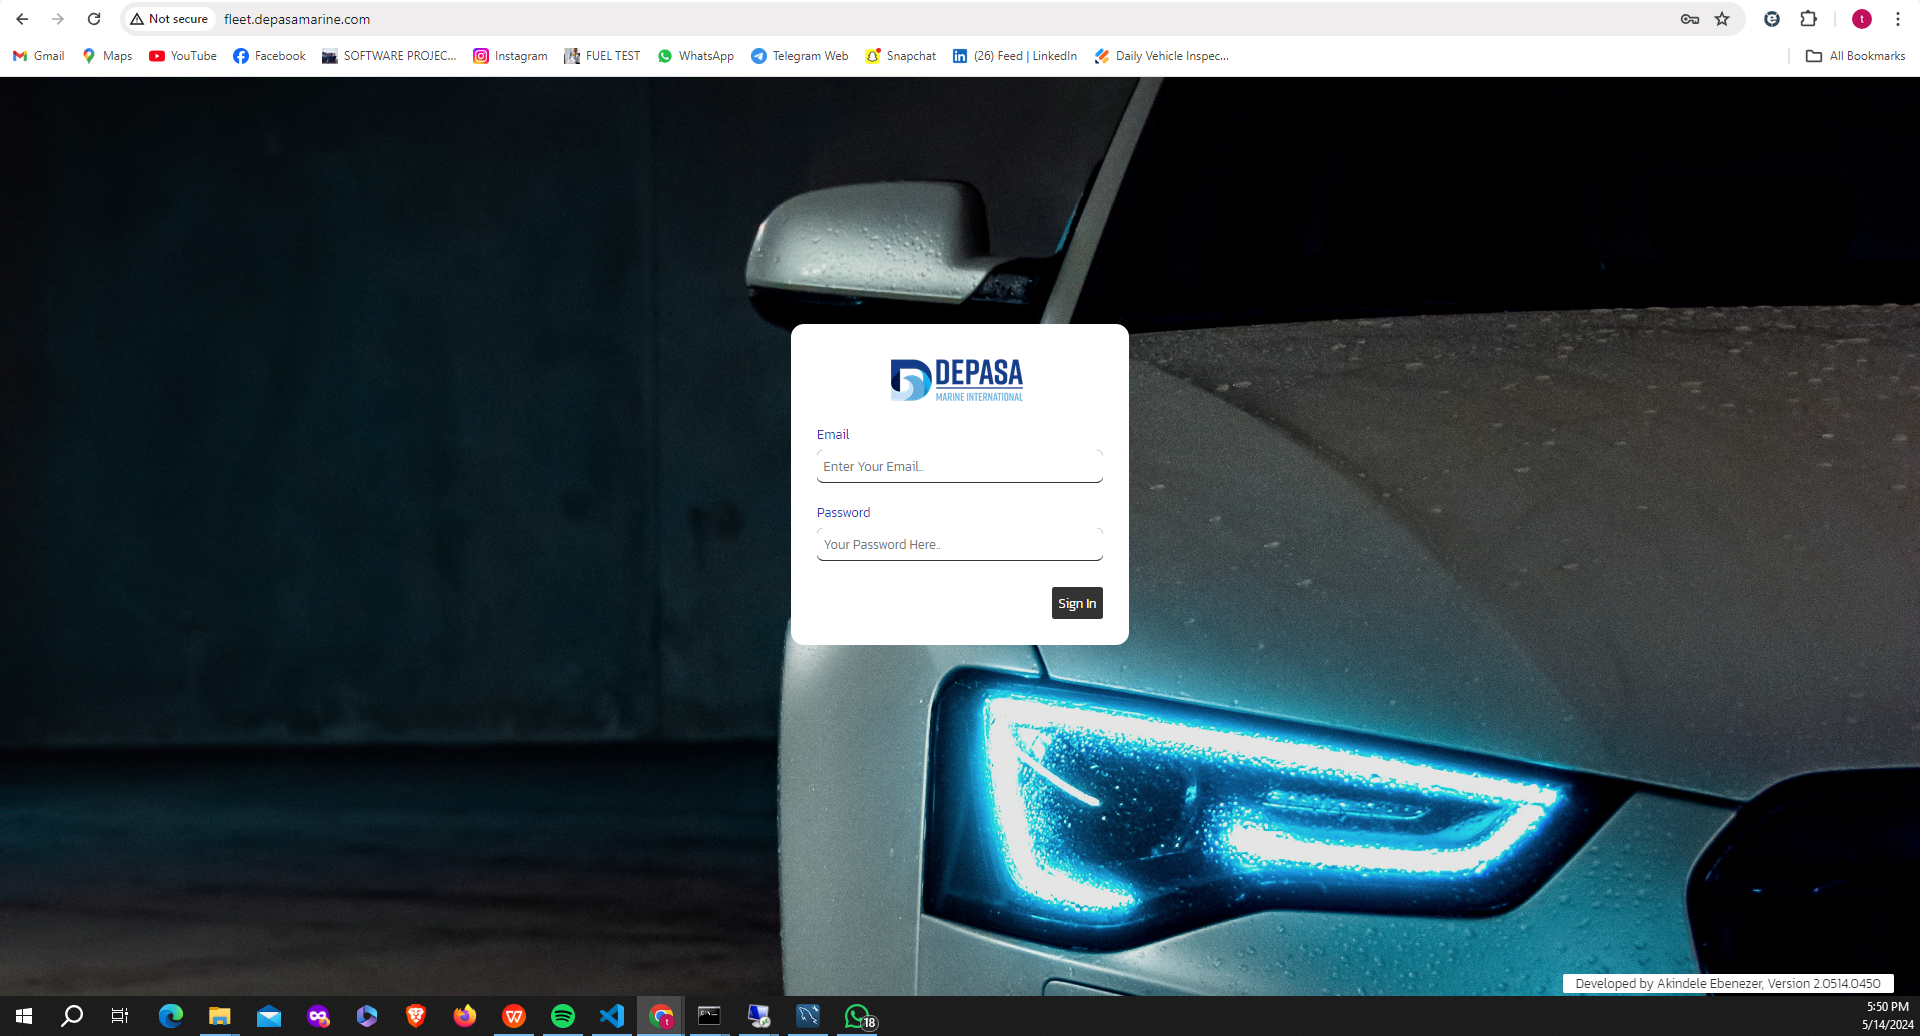 Not secure
fleet.depasamarine.com
t
Gmail
Maps
YouTube
Facebook
SOFTWARE PROJEC...
Instagram
FUEL TEST
WhatsApp
Telegram Web
Snapchat
(26) Feed | LinkedIn
Daily Vehicle Inspec...
All Bookmarks
DEPASA
MARINE INTERNATIONAL
Email
Enter Your Email..
Password
Your Password Here..
Sign In
Developed by Akindele Ebenezer, Version 2.0514.0450
18
5:50 PM
5/14/2024